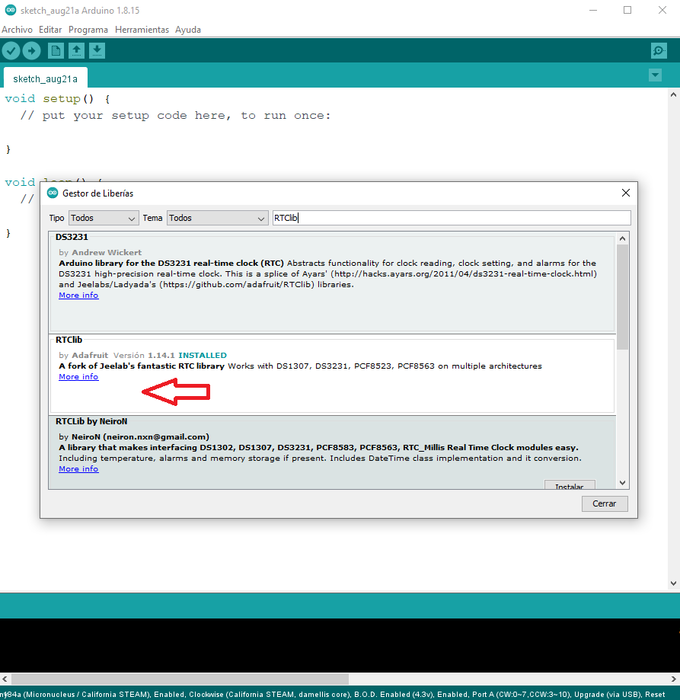 sketch_aug21a Arduino 1.8.15
Archivo Editar Programa Herramientas Ayuda
sketch_aug21a
void setup() {
// put your setup code here, to run once:
}
void
//
}
Gestor de Liberías
Tipo Todos Tema Todos RTClib
DS3231
by Andrew Wickert
Arduino library for the DS3231 real-time clock (RTC) Abstracts functionality for clock reading, clock setting, and alarms for the
DS3231 high-precision real-time clock. This is a splice of Ayars' (http://hacks.ayars.org/2011/04/ds3231-real-time-clock.html)
and Jeelabs/Ladyada's (https://github.com/adafruit/RTClib) libraries.
More info
RTClib
by Adafruit Versión 1.14.1 INSTALLED
A fork of Jeelab's fantastic RTC library Works with DS1307, DS3231, PCF8523, PCF8563 on multiple architectures
More info
RTCLib by NeiroN
by NeiroN (neiron.nxn@gmail.com)
A library that makes interfacing DS1302, DS1307, DS3231, PCF8583, PCF8563, RTC_Millis Real Time Clock modules easy.
Including temperature, alarms and memory storage if present. Includes DateTime class implementation and it conversion.
More info
Instalar
Cerrar
(Micronucleus / California STEAM), Enabled, Clockwise (California STEAM, damellis core), B.O.D. Enabled (4.3v), Enabled, Port A (CW:0~7,CCW:3~10), Upgrade (via USB), Reset